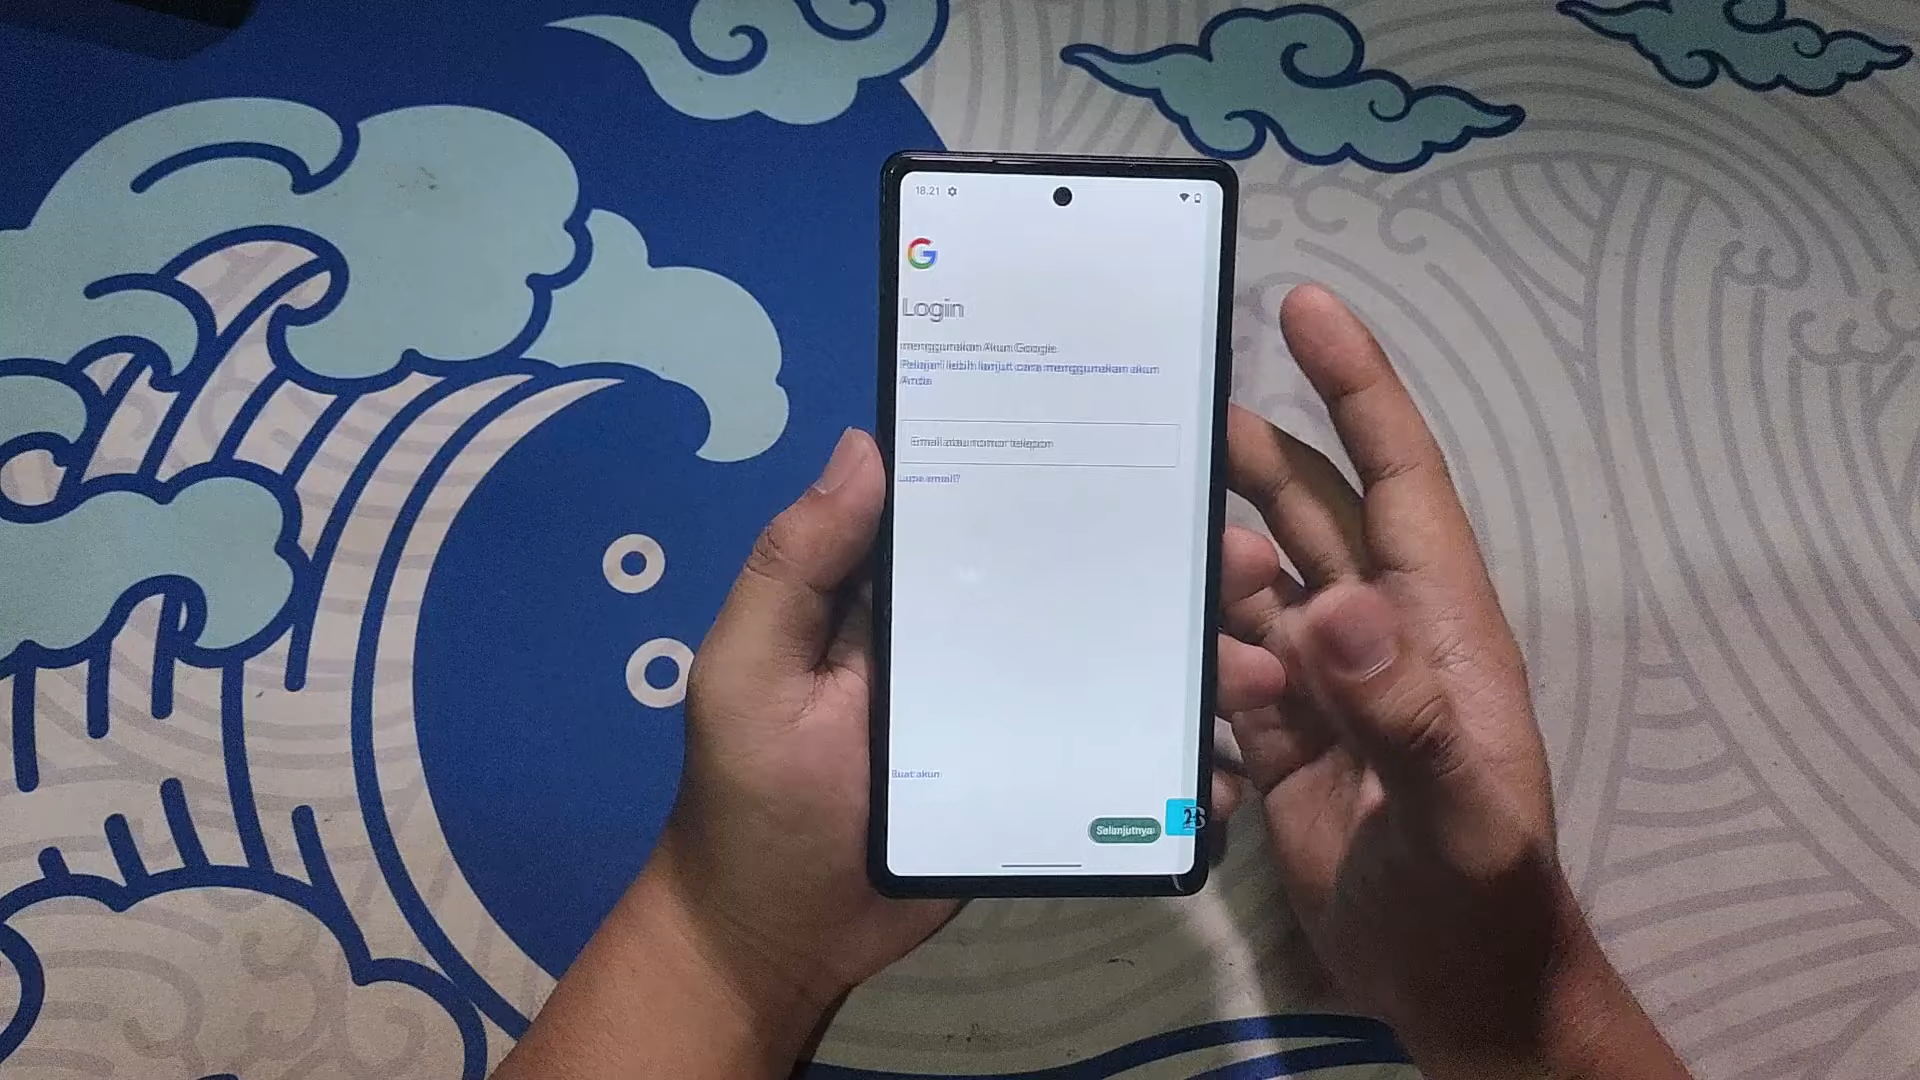 18.21
Login
menggunakan Akun Google.
Pelajari lebih lanjut cara menggunakan akun
Anda
Email atau nomor telepon
Lupa email?
Buat akun
Selanjutnya